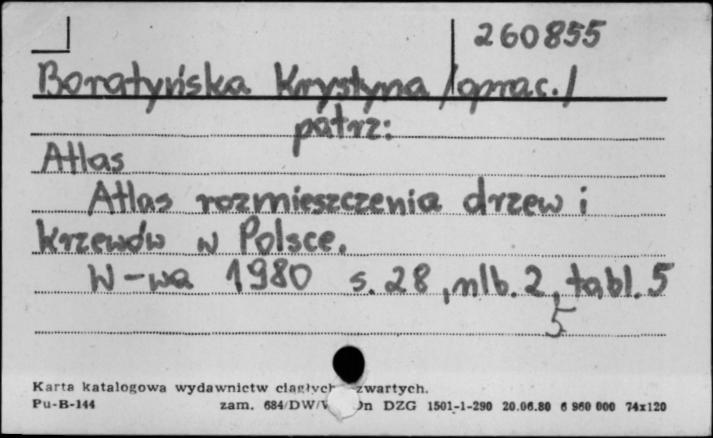 260855
Boratyńska Krystyna /oprac./
patrz:
Atlas
Atlas rozmieszczenia drzew i
krzewów w Polsce.
W-wa 1980 s. 28, nlb. 2, tabl. 5
5
Karta katalogowa wydawnictw ciągłych zwartych.
Pu-B-144 zam. 684/DW/ DZG 1501-1-290 20.06.80 6 960 000 74x120